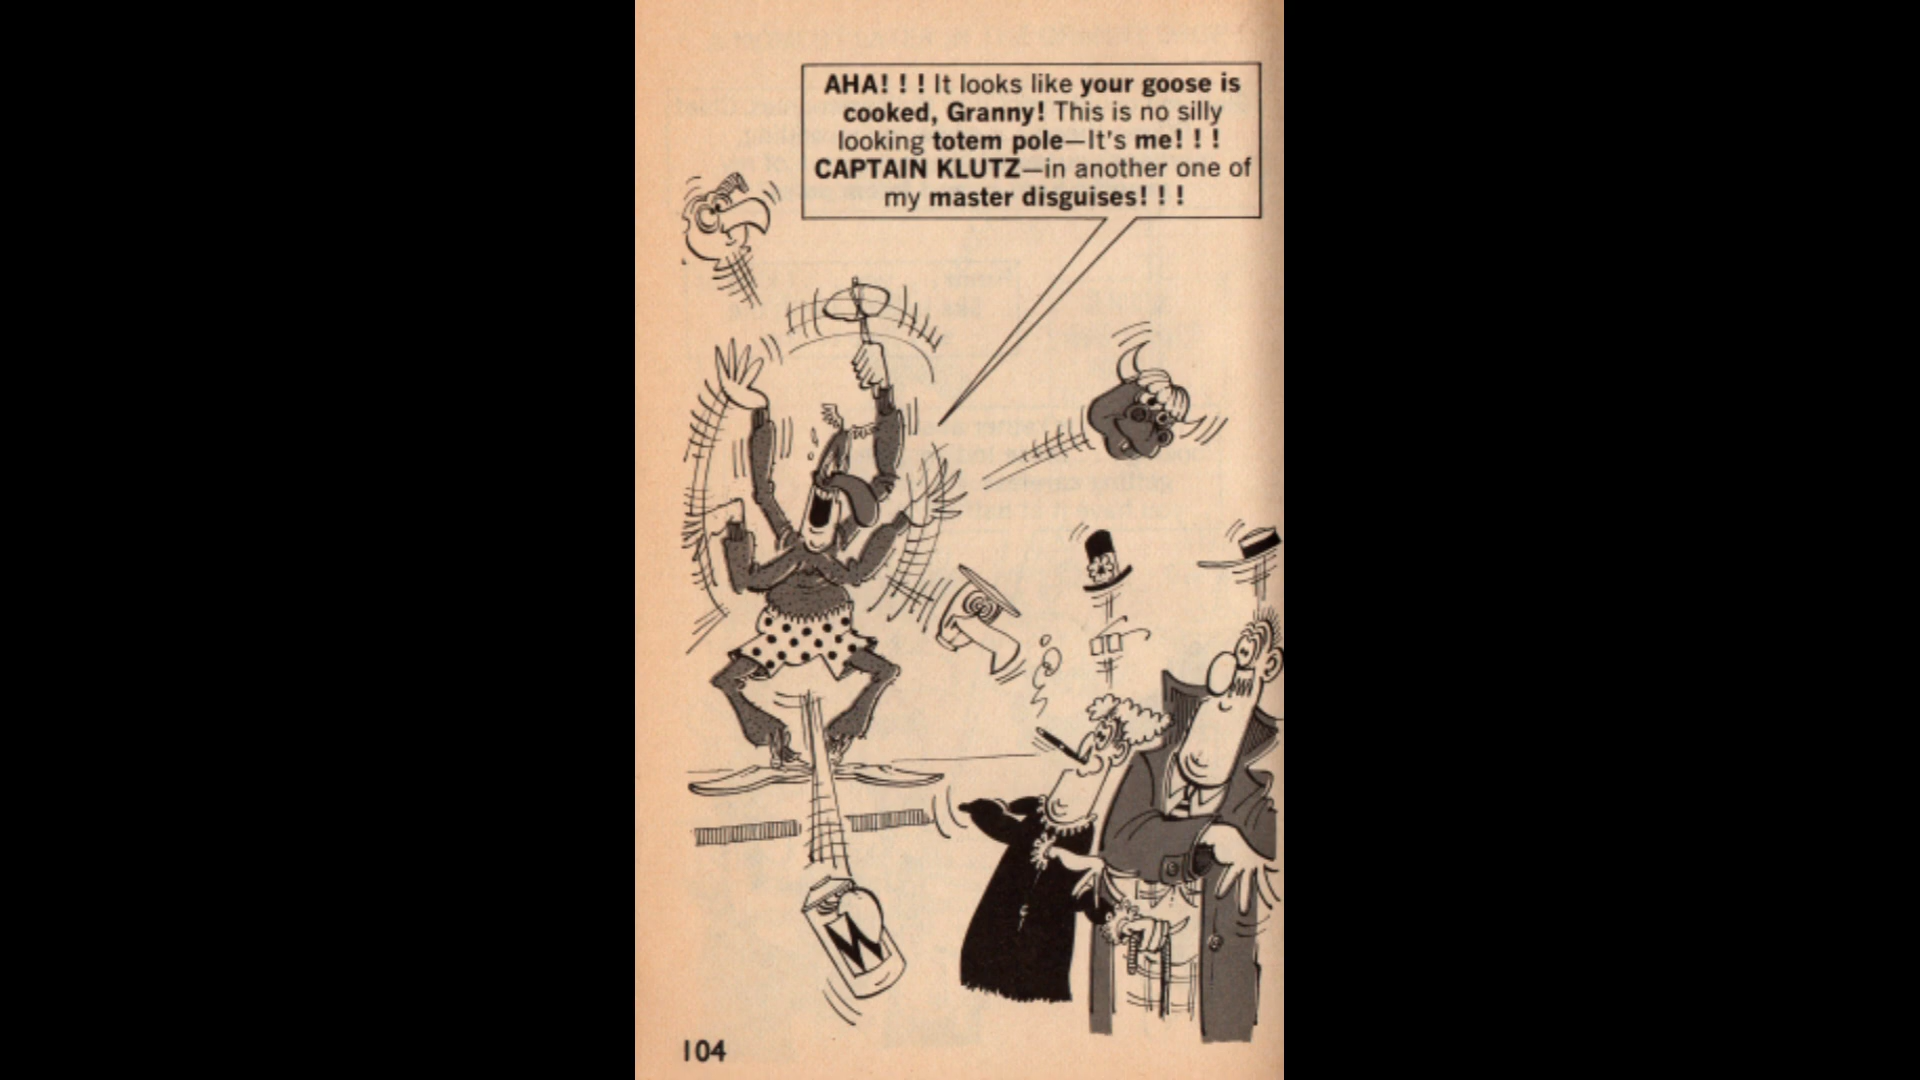 AHA! ! ! It looks like your goose is
cooked, Granny! This is no silly
looking totem pole—It's me! ! !
CAPTAIN KLUTZ—in another one of
my master disguises! ! !
104